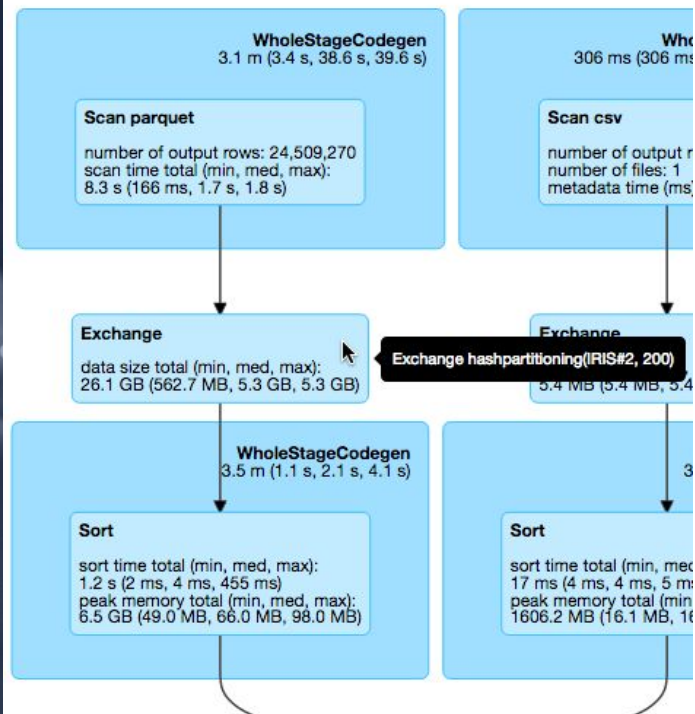 WholeStageCodegen
3.1 m (3.4 s, 38.6 s, 39.6 s)
Scan parquet
number of output rows: 24,509,270
scan time total (min, med, max):
8.3 s (166 ms, 1.7 s, 1.8 s)
306 ms (306 ms
Scan csv
number of output
number of files: 1
metadata time (ms)
Exchange
data size total (min, med, max):
26.1 GB (562.7 MB, 5.3 GB, 5.3 GB)
Exchange hashpartitioning(IRIS#2, 200)
Exchange
5.4 MB (5.4 MB, 5.4
WholeStageCodegen
3.5 m (1.1 s, 2.1 s, 4.1 s)
Sort
sort time total (min, med, max):
1.2 s (2 ms, 4 ms, 455 ms)
peak memory total (min, med, max):
6.5 GB (49.0 MB, 66.0 MB, 98.0 MB)
Sort
sort time total (min, med
17 ms (4 ms, 4 ms, 5 ms
peak memory total (min
1606.2 MB (16.1 MB, 16